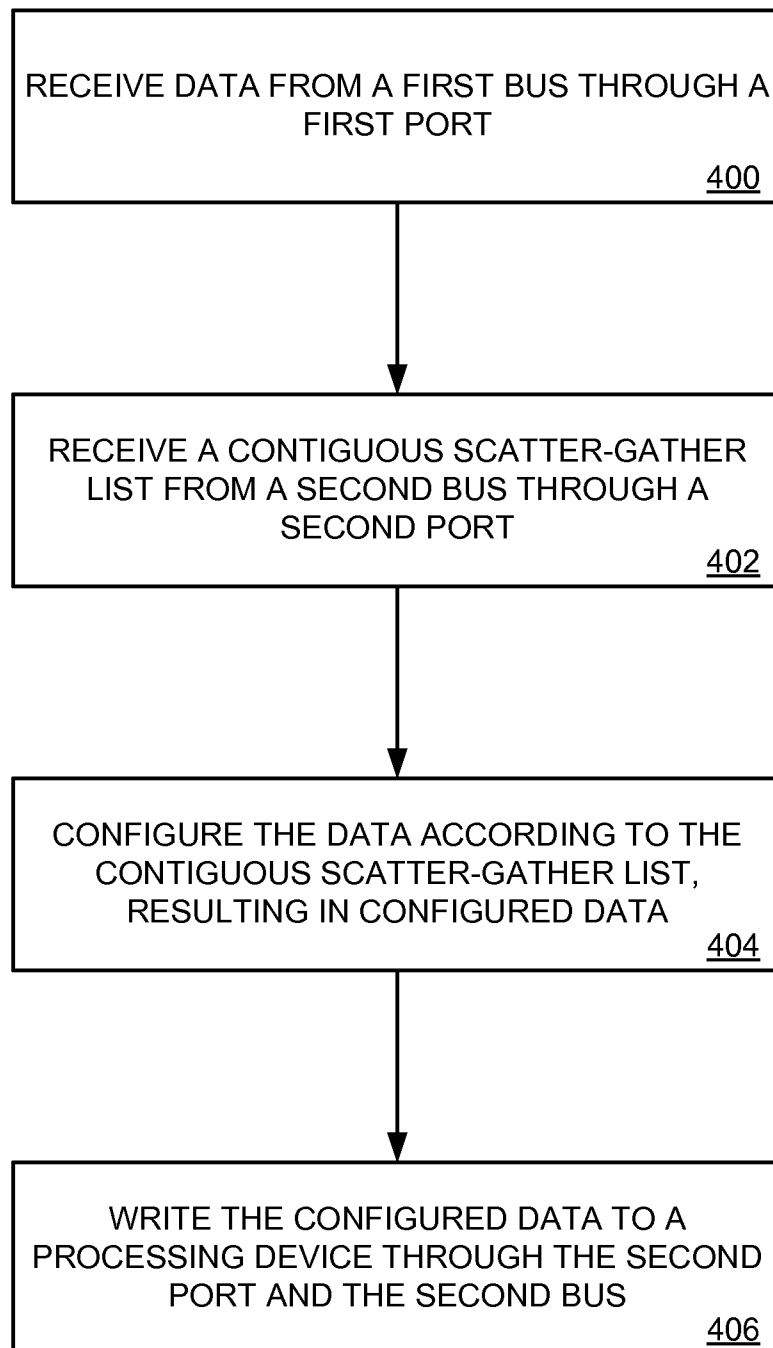 RECEIVE DATA FROM A FIRST BUS THROUGH A
FIRST PORT
400
RECEIVE A CONTIGUOUS SCATTER-GATHER
LIST FROM A SECOND BUS THROUGH A
SECOND PORT
402
CONFIGURE THE DATA ACCORDING TO THE
CONTIGUOUS SCATTER-GATHER LIST,
RESULTING IN CONFIGURED DATA
404
WRITE THE CONFIGURED DATA TO A
PROCESSING DEVICE THROUGH THE SECOND
PORT AND THE SECOND BUS
406